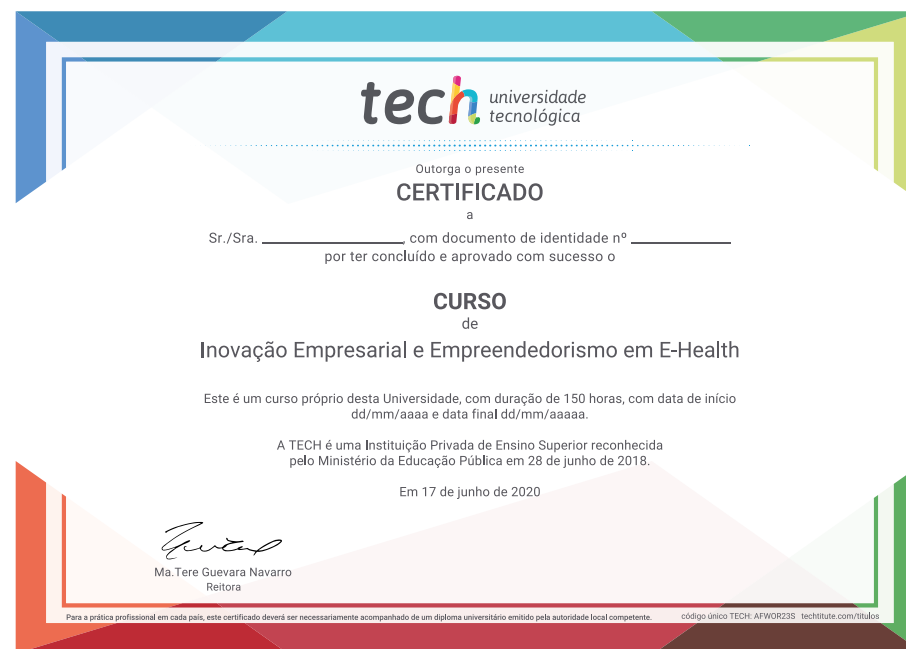 tech universidade
tecnológica
Outorga o presente
CERTIFICADO
a
Sr./Sra. ____________, com documento de identidade nº ____________
por ter concluído e aprovado com sucesso o
CURSO
de
Inovação Empresarial e Empreendedorismo em E-Health
Este é um curso próprio desta Universidade, com duração de 150 horas, com data de início
dd/mm/aaaa e data final dd/mm/aaaaa.
A TECH é uma Instituição Privada de Ensino Superior reconhecida
pelo Ministério da Educação Pública em 28 de junho de 2018.
Em 17 de junho de 2020
Ma.Tere Guevara Navarro
Reitora
Para a prática profissional em cada país, este certificado deverá ser necessariamente acompanhado de um diploma universitário emitido pela autoridade local competente. código único TECH: AFWOR23S techtitute.com/titulos